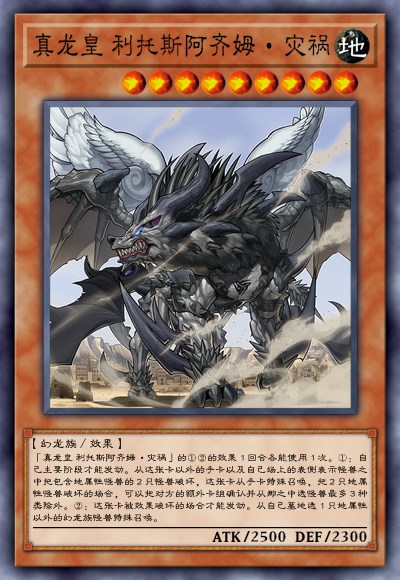 真龙皇 利托斯阿齐姆·灾祸 地
【幻龙族/效果】
「真龙皇 利托斯阿齐姆·灾祸」的①②的效果1回合各能使用1次。①：自
己主要阶段才能发动。从这张卡以外的手卡以及自己场上的表侧表示怪兽之
中把包含地属性怪兽的2只怪兽破坏，这张卡从手卡特殊召唤，把2只地属
性怪兽破坏的场合，可以把对方的额外卡组确认并从那之中选怪兽最多3种
类除外。②：这张卡被效果破坏的场合才能发动。从自己墓地选1只地属性
以外的幻龙族怪兽特殊召唤。
ATK/2500 DEF/2300